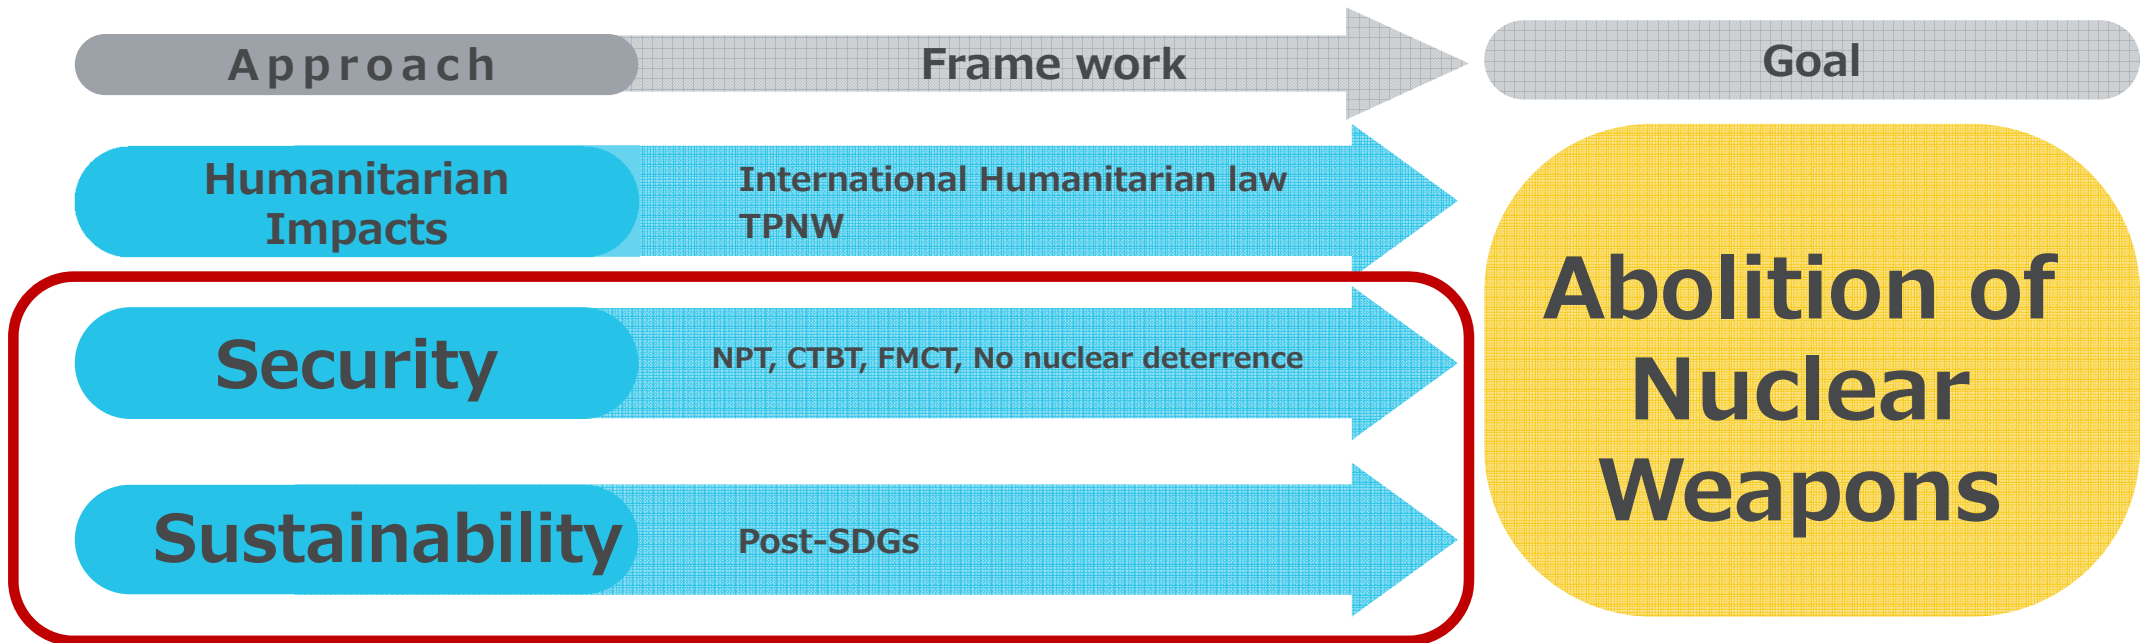 Approach
Frame work
Goal
Humanitarian
Impacts
International Humanitarian law
TPNW
Security
NPT, CTBT, FMCT, No nuclear deterrence
Sustainability
Post-SDGs
Abolition of
Nuclear
Weapons